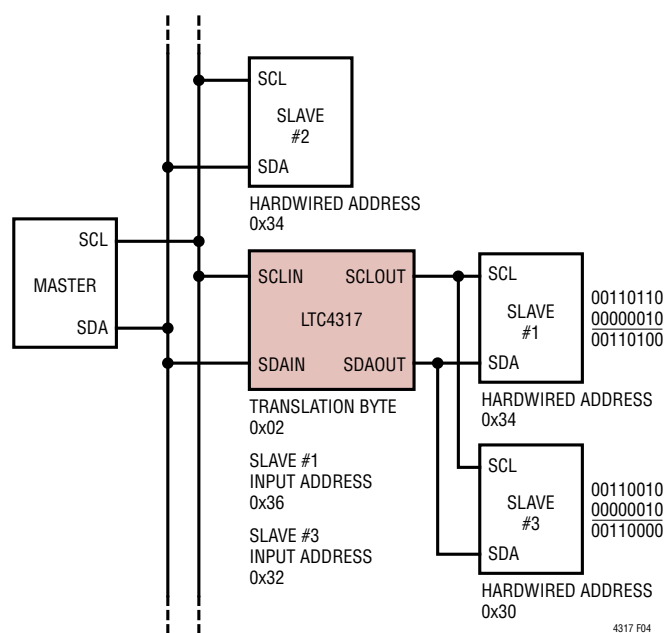 SCL
SLAVE
#2
SDA
HARDWIRED ADDRESS
0x34
MASTER
SCL
SDA
SCLIN SCLOUT
LTC4317
SDAIN SDAOUT
TRANSLATION BYTE
0x02
SLAVE #1
INPUT ADDRESS
0x36
SLAVE #3
INPUT ADDRESS
0x32
SCL
SLAVE
#1
SDA
00110110
00000010
00110100
HARDWIRED ADDRESS
0x34
SCL
SLAVE
#3
SDA
00110010
00000010
00110000
HARDWIRED ADDRESS
0x30
4317 F04